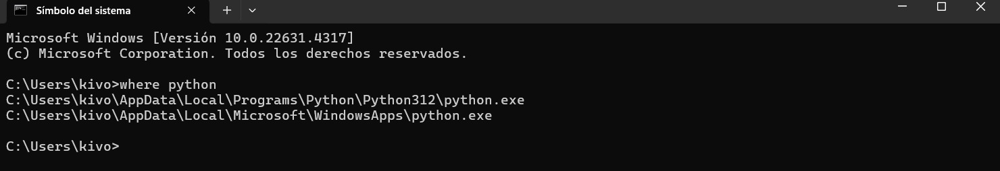 Símbolo del sistema
Microsoft Windows [Versión 10.0.22631.4317]
(c) Microsoft Corporation. Todos los derechos reservados.
C:\Users\kivo>where python
C:\Users\kivo\AppData\Local\Programs\Python\Python312\python.exe
C:\Users\kivo\AppData\Local\Microsoft\WindowsApps\python.exe
C:\Users\kivo>